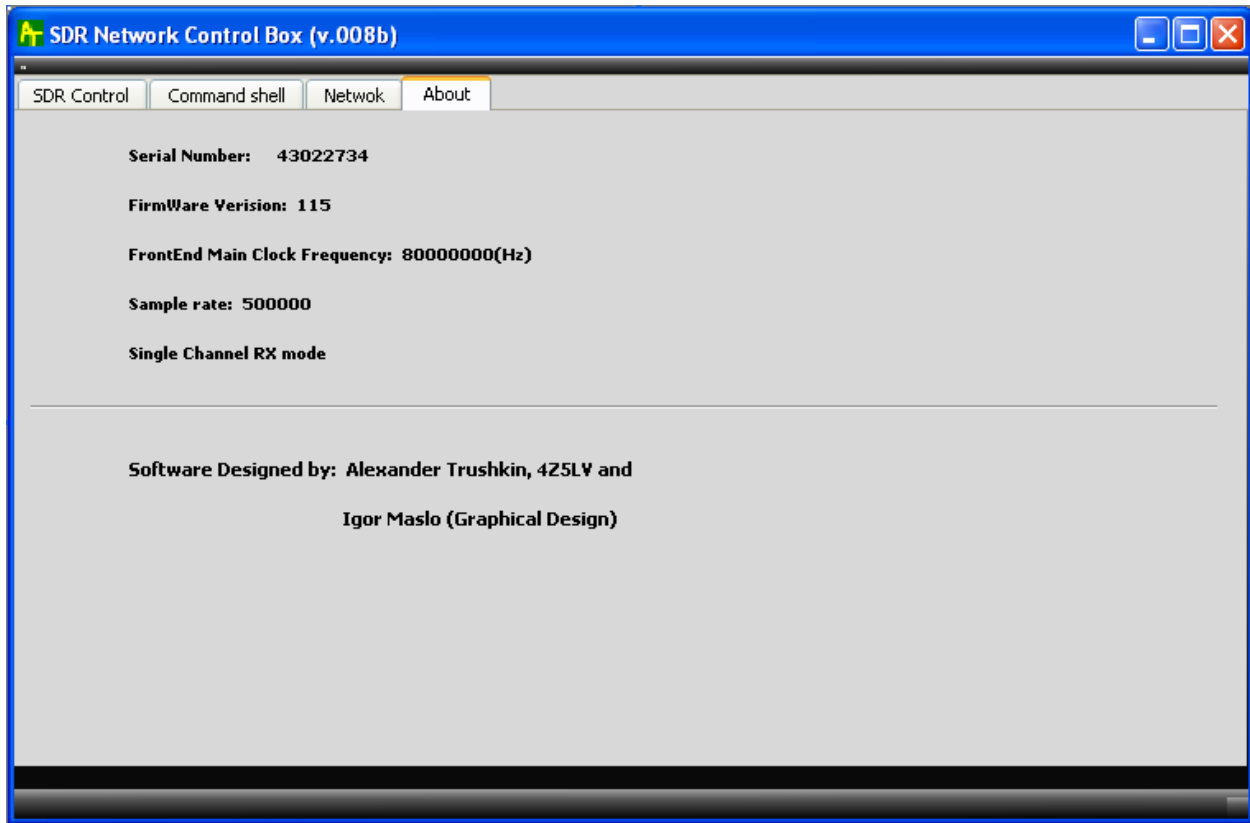 SDR Network Control Box (v.008b)
SDR Control Command shell Netwok About
Serial Number: 43022734
FirmWare Verision: 115
FrontEnd Main Clock Frequency: 80000000(Hz)
Sample rate: 500000
Single Channel RX mode
Software Designed by: Alexander Trushkin, 4Z5LV and
Igor Maslo (Graphical Design)